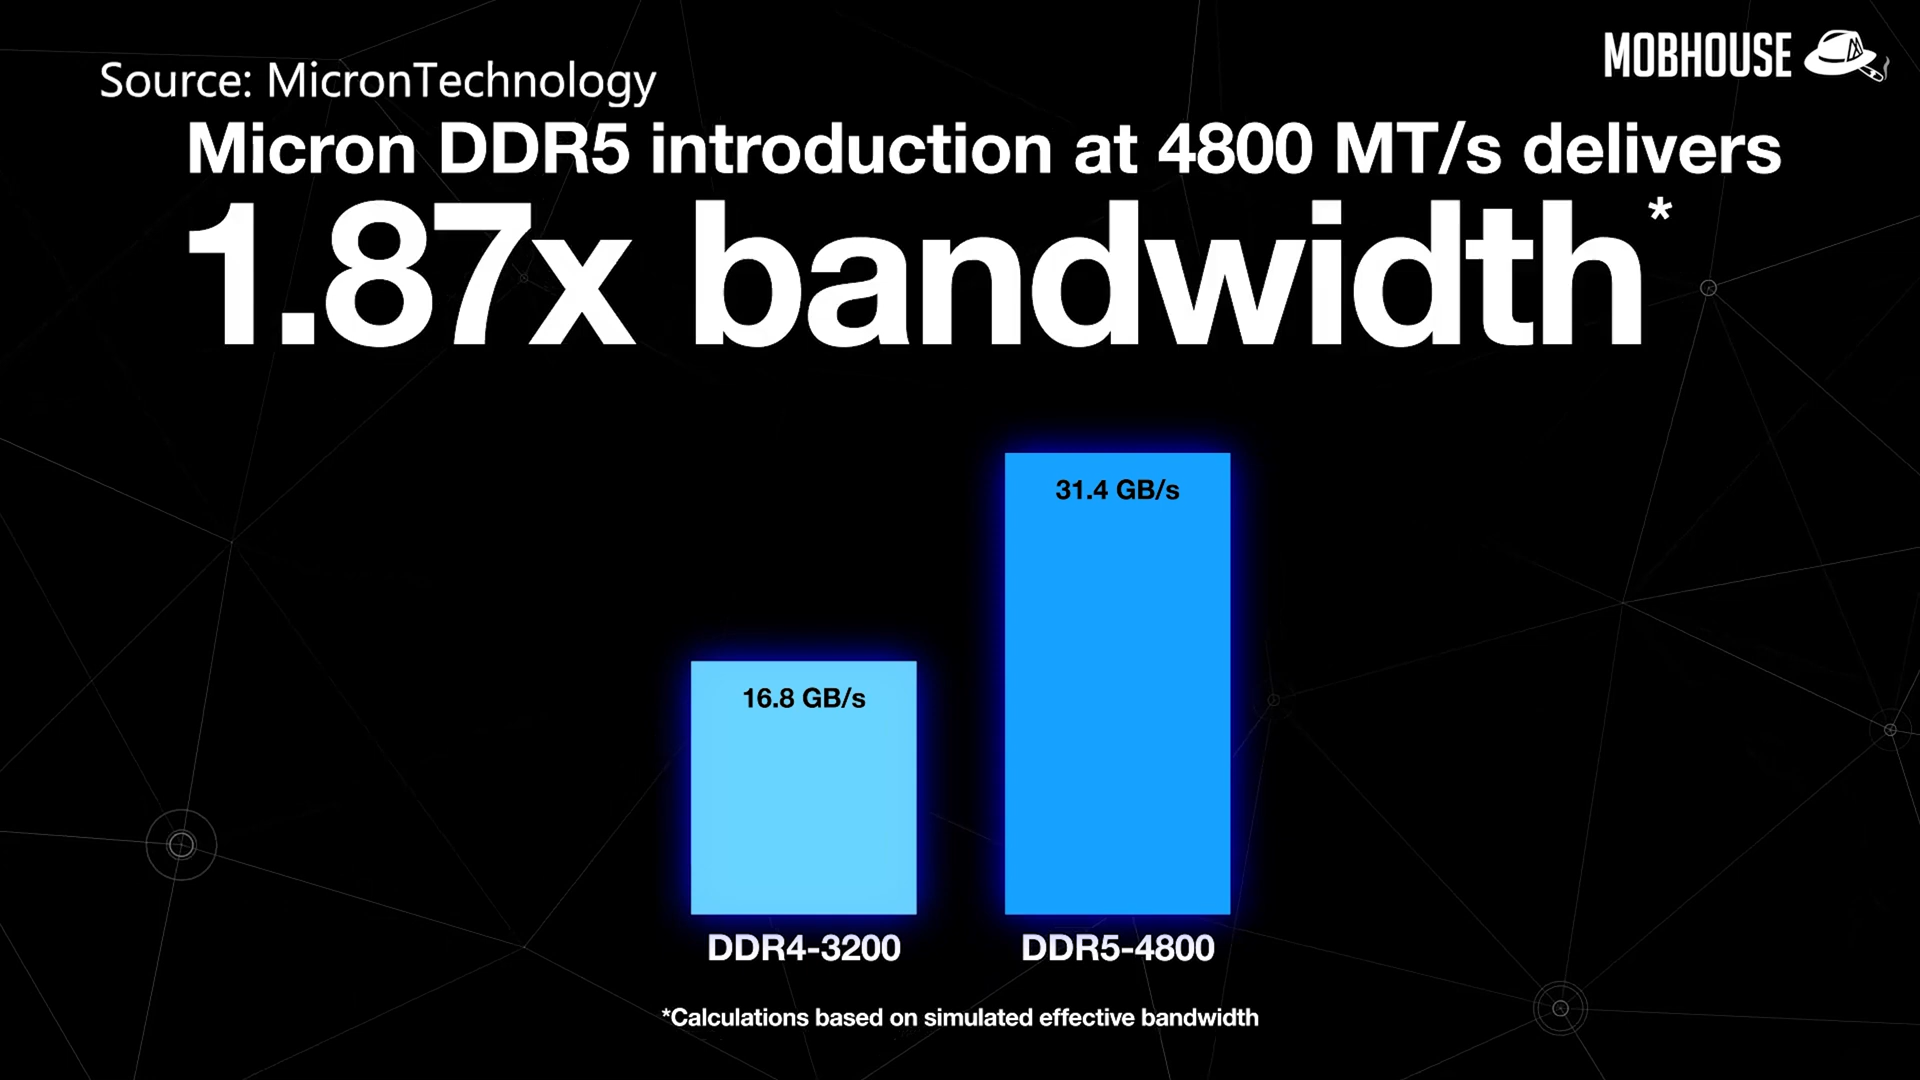 MOBHOUSE
Source: MicronTechnology
Micron DDR5 introduction at 4800 MT/s delivers
1.87x bandwidth*
31.4 GB/s
16.8 GB/s
DDR4-3200
DDR5-4800
*Calculations based on simulated effective bandwidth